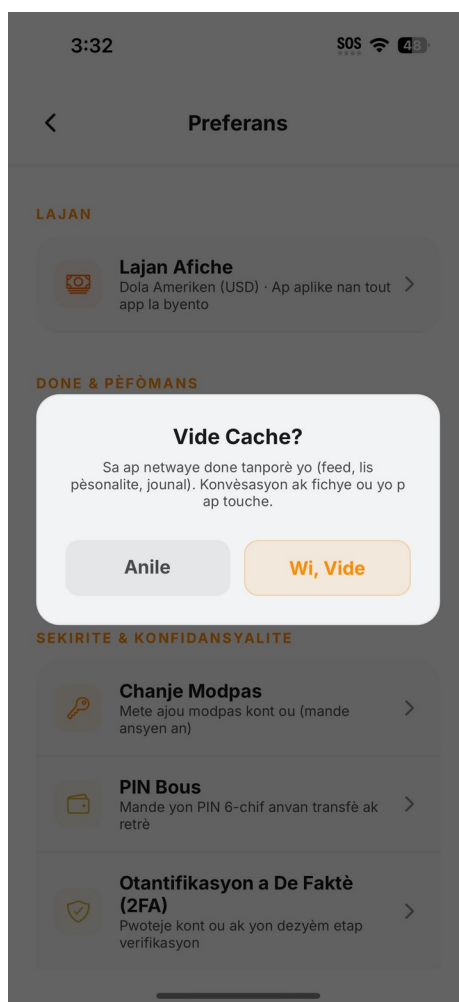 3:32
SOS
48
Preferans
LAJAN
Lajan Afiche
Dola Ameriken (USD) · Ap aplike nan tout
app la byento
DONE & PÈFÒMANS
Vide Cache?
Sa ap netwaye done tanporè yo (feed, lis
pèsonalite, jounal). Konvèsasyon ak fichye ou yo p
ap touche.
Anile
Wi, Vide
SEKIRITE & KONFIDANSYALITE
Chanje Modpas
Mete ajou modpas kont ou (mande
ansyen an)
PIN Bous
Mande yon PIN 6-chif anvan transfè ak
retrè
Otantifikasyon a De Faktè
(2FA)
Pwoteje kont ou ak yon dezyèm etap
verifikasyon